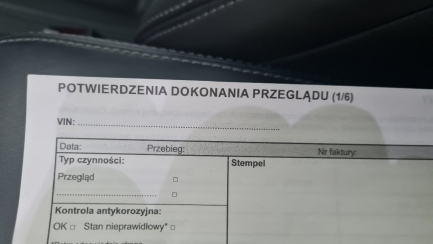 POTWIERDZENIA DOKONANIA PRZEGLĄDU (1/6)
VIN: ........................................................................
Data: Przebieg: Nr faktury:
Typ czynności: Stempel
Przegląd □
.................................... □
Kontrola antykorozyjna:
OK □ Stan nieprawidłowy* □